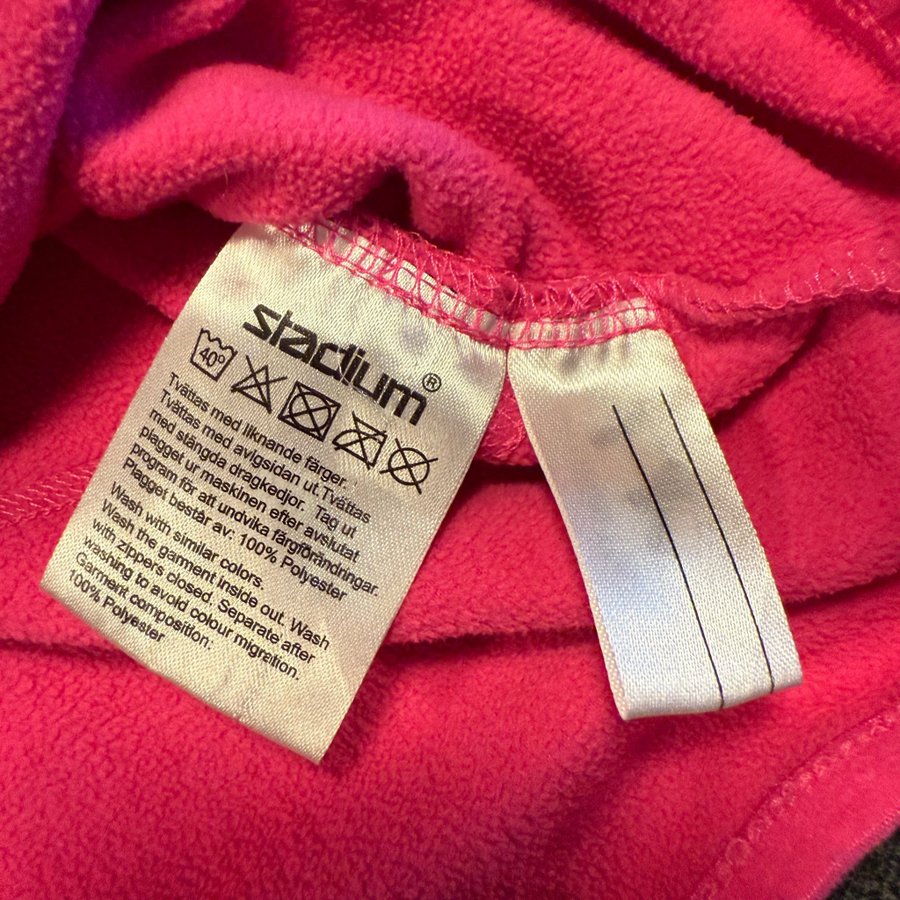 stadium®
40°
Tvättas med liknande färger.
Tvättas med avigsidan ut.Tvättas
med stängda dragkedjor. Tag ut
plagget ur maskinen efter avslutat
program för att undvika färgförändringar.
Plagget består av: 100% Polyester
Wash with similar colors.
Wash the garment inside out. Wash
with zippers closed. Separate after
washing to avoid colour migration.
Garment composition.
100% Polyester